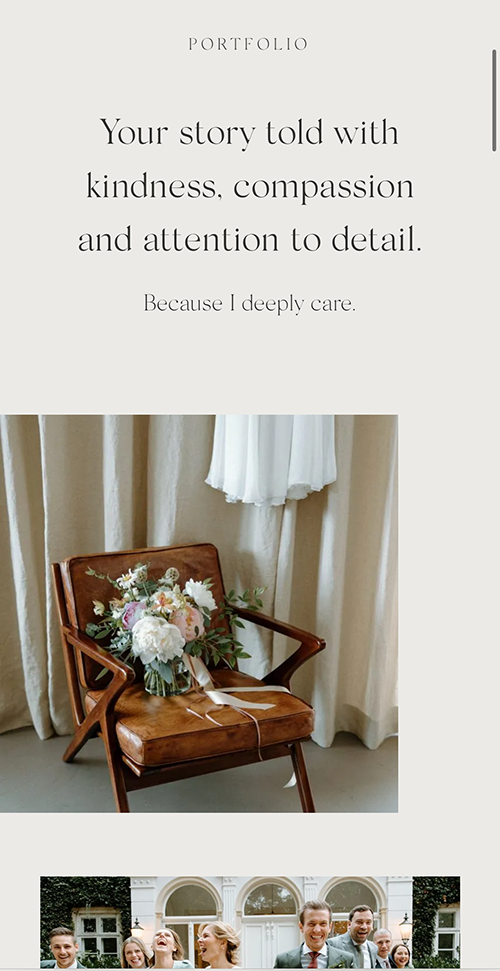 PORTFOLIO
Your story told with
kindness, compassion
and attention to detail.
Because I deeply care.